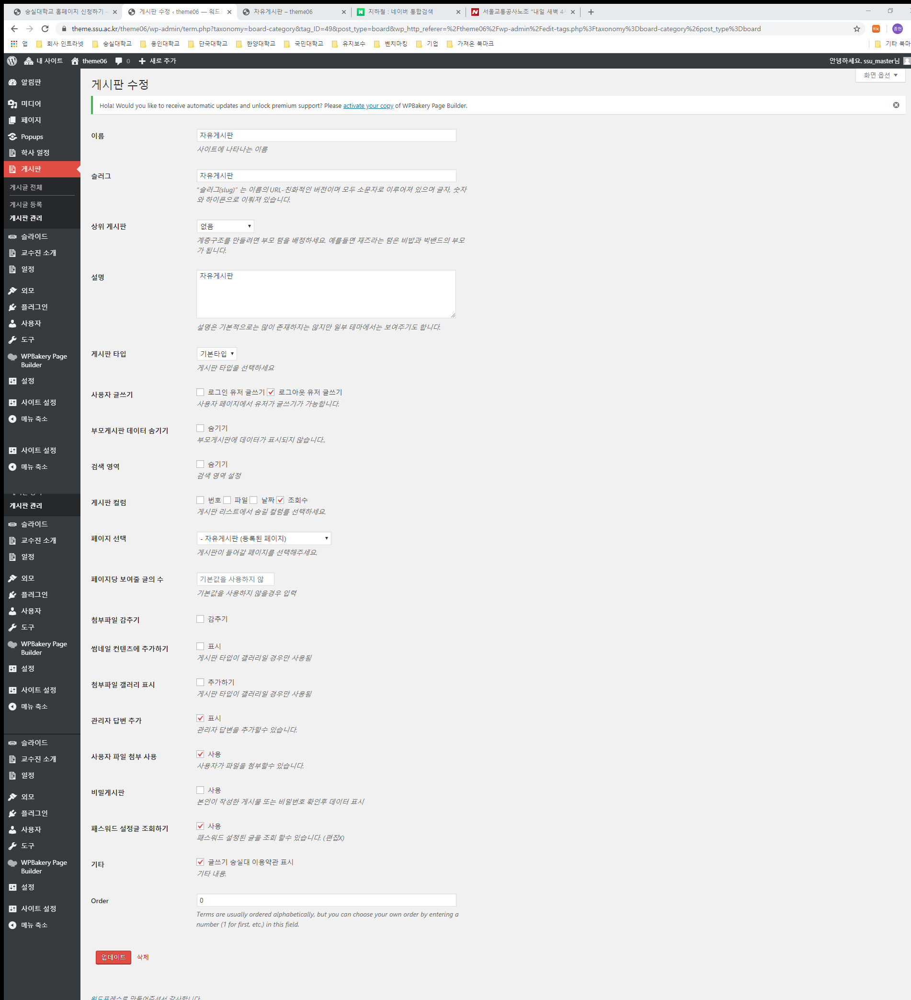 숭실대학교 홈페이지 신청하기 –
게시판 수정 ‹ theme06 — 워드
자유게시판 – theme06
지하철 : 네이버 통합검색
서울교통공사노조 "내일 새벽 4
theme.ssu.ac.kr/theme06/wp-admin/term.php?taxonomy=board-category&tag_ID=49&post_type=board&wp_http_referer=%2Ftheme06%2Fwp-admin%2Fedit-tags.php%3Ftaxonomy%3Dboard-category%26post_type%3Dboard
앱
회사 인트라넷
숭실대학교
용인대학교
단국대학교
한양대학교
국민대학교
유지보수
벤치마킹
기업
가져온 북마크
기타 북마
내 사이트
theme06
0
새로 추가
안녕하세요. ssu_master님
화면 옵션
알림판
미디어
페이지
Popups
학사 일정
게시판
게시글 전체
게시글 등록
게시판 관리
슬라이드
교수진 소개
일정
외모
플러그인
사용자
도구
WPBakery Page
Builder
설정
사이트 설정
메뉴 축소
사이트 설정
메뉴 축소
게시판 관리
슬라이드
교수진 소개
일정
외모
플러그인
사용자
도구
WPBakery Page
Builder
설정
사이트 설정
메뉴 축소
슬라이드
교수진 소개
일정
외모
플러그인
사용자
도구
WPBakery Page
Builder
설정
사이트 설정
메뉴 축소
게시판 수정
Hola! Would you like to receive automatic updates and unlock premium support? Please activate your copy of WPBakery Page Builder.
이름
자유게시판
사이트에 나타나는 이름
슬러그
자유게시판
"슬러그(slug)" 는 이름의 URL-친화적인 버전이며 모두 소문자로 이루어져 있으며 글자, 숫자
와 하이픈으로 이뤄져 있습니다.
상위 게시판
없음
계층구조를 만들려면 부모 텀을 배정하세요. 예를들면 재즈라는 텀은 비밥과 빅밴드의 부모
가 됩니다.
설명
자유게시판
설명은 기본적으로는 많이 존재하지는 않지만 일부 테마에서는 보여주기도 합니다.
게시판 타입
기본타입
게시판 타입을 선택하세요
사용자 글쓰기
로그인 유저 글쓰기 로그아웃 유저 글쓰기
사용자 페이지에서 유저가 글쓰기가 가능합니다.
부모게시판 데이터 숨기기
숨기기
부모게시판에 데이터가 표시되지 않습니다..
검색 영역
숨기기
검색 영역 설정
게시판 컬럼
번호 파일 날짜 조회수
게시판 리스트에서 숨길 컬럼를 선택하세요.
페이지 선택
- 자유게시판 (등록된 페이지)
게시판이 들어갈 페이지를 선택해주세요.
페이지당 보여줄 글의 수
기본값을 사용하지 않
기본값을 사용하지 않을경우 입력
첨부파일 감추기
감추기
썸네일 컨텐츠에 추가하기
표시
게시판 타입이 갤러리일 경우만 사용됨
첨부파일 갤러리 표시
추가하기
게시판 타입이 갤러리일 경우만 사용됨
관리자 답변 추가
표시
관리자 답변을 추가할수 있습니다.
사용자 파일 첨부 사용
사용
사용자가 파일을 첨부할수 있습니다.
비밀게시판
사용
본인이 작성한 게시물 또는 비밀번호 확인후 데이터 표시
패스워드 설정글 조회하기
사용
패스워드 설정된 글을 조회 할수 있습니다. (편집X)
기타
글쓰기 숭실대 이용약관 표시
기타 내용.
Order
0
Terms are usually ordered alphabetically, but you can choose your own order by entering a
number (1 for first, etc.) in this field.
업데이트
삭제
워드프레스로 만들어주셔서 감사합니다.